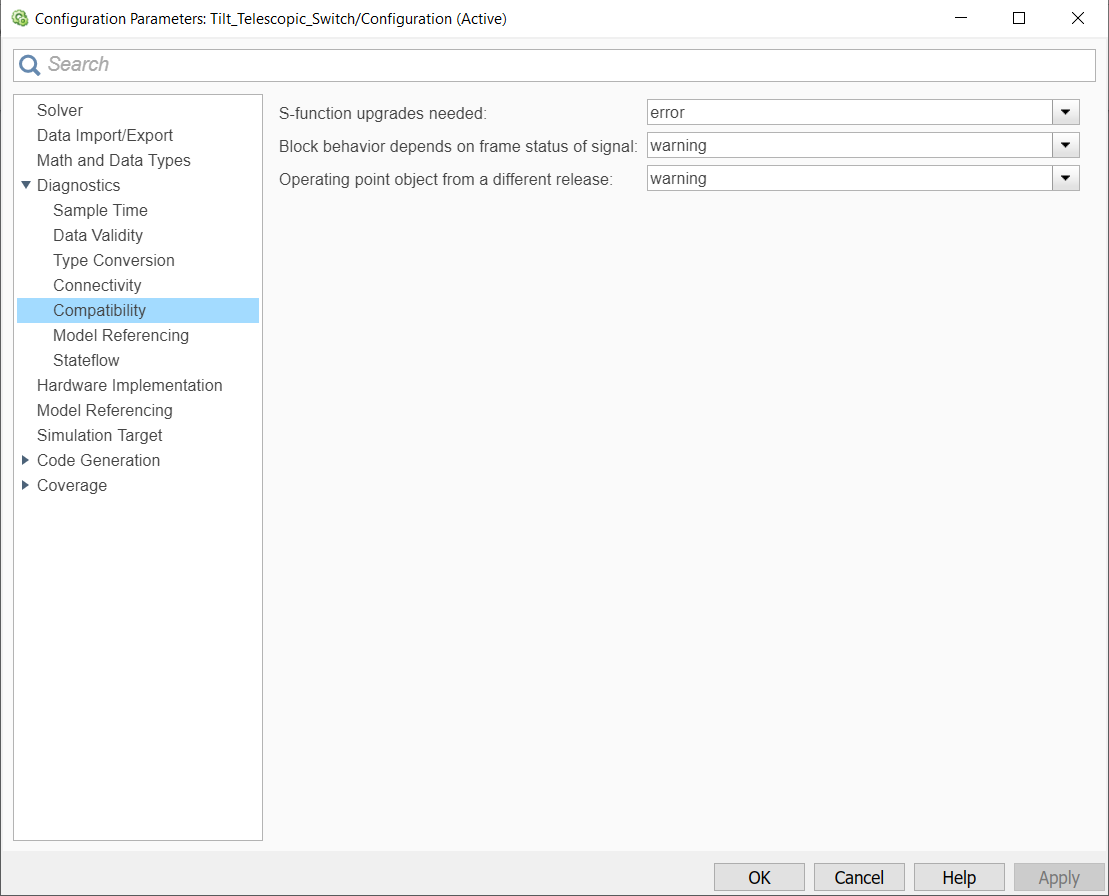 Configuration Parameters: Tilt_Telescopic_Switch/Configuration (Active)
Search
Solver
Data Import/Export
Math and Data Types
Diagnostics
Sample Time
Data Validity
Type Conversion
Connectivity
Compatibility
Model Referencing
Stateflow
Hardware Implementation
Model Referencing
Simulation Target
Code Generation
Coverage
S-function upgrades needed: error
Block behavior depends on frame status of signal: warning
Operating point object from a different release: warning
OK Cancel Help Apply